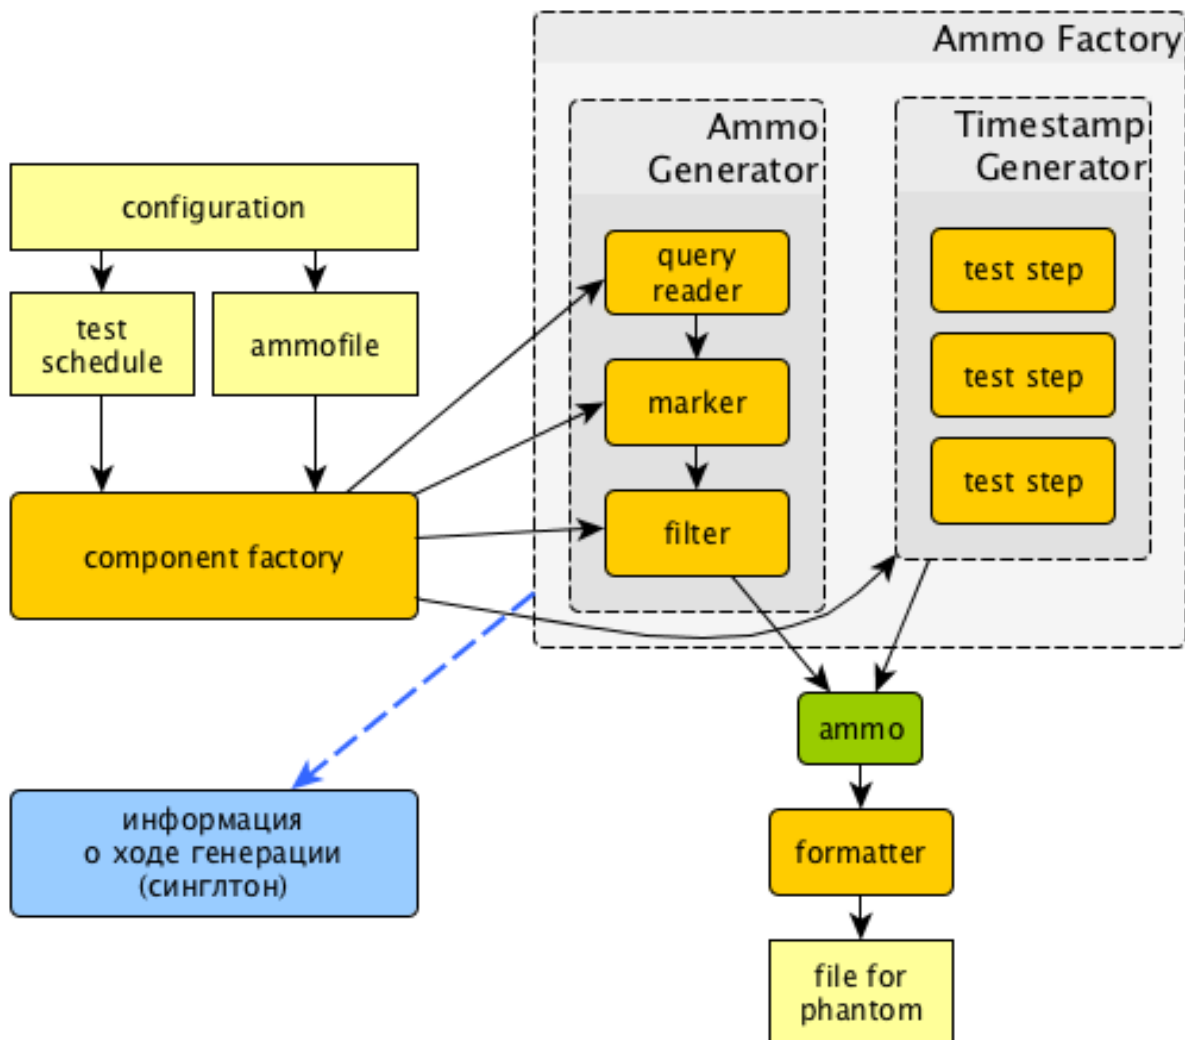 Ammo Factory
Ammo
Generator
Timestamp
Generator
configuration
test
schedule
ammofile
query
reader
marker
filter
test step
test step
test step
component factory
ammo
информация
о ходе генерации
(синглтон)
formatter
file for
phantom